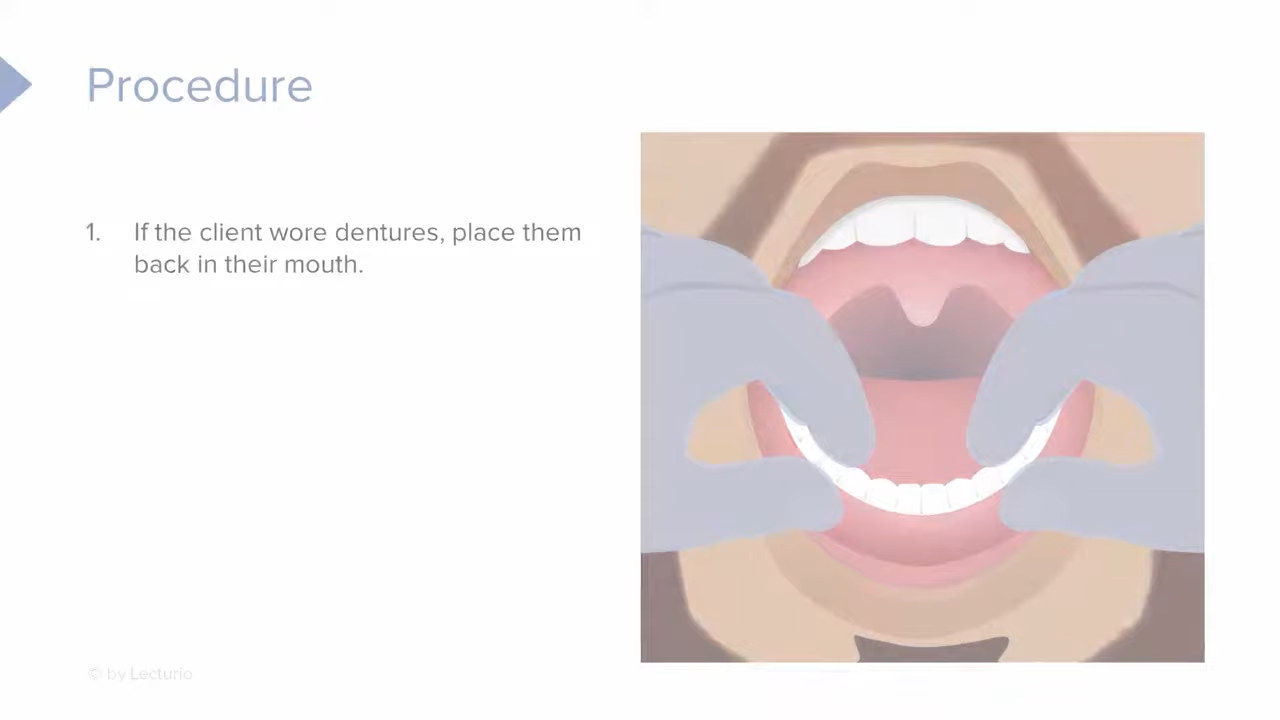 Procedure
1. If the client wore dentures, place them
back in their mouth.
© by Lecturio